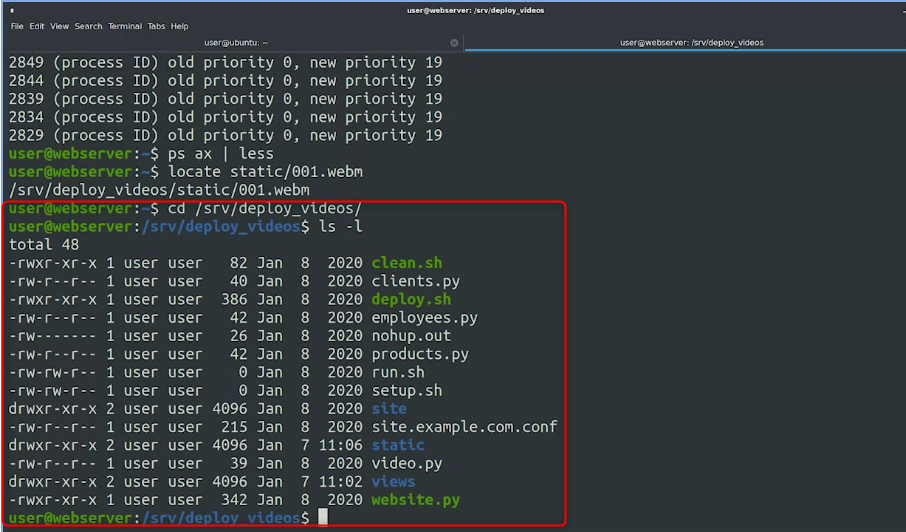 user@webserver: /srv/deploy_videos
File Edit View Search Terminal Tabs Help
user@ubuntu: ~
user@webserver: /srv/deploy_videos
2849 (process ID) old priority 0, new priority 19
2844 (process ID) old priority 0, new priority 19
2839 (process ID) old priority 0, new priority 19
2834 (process ID) old priority 0, new priority 19
2829 (process ID) old priority 0, new priority 19
user@webserver:~$ ps ax | less
user@webserver:~$ locate static/001.webm
/srv/deploy_videos/static/001.webm
user@webserver:~$ cd /srv/deploy_videos/
user@webserver:/srv/deploy_videos$ ls -l
total 48
-rwxr-xr-x 1 user user   82 Jan  8  2020 clean.sh
-rw-r--r-- 1 user user   40 Jan  8  2020 clients.py
-rwxr-xr-x 1 user user  386 Jan  8  2020 deploy.sh
-rw-r--r-- 1 user user   42 Jan  8  2020 employees.py
-rw------- 1 user user   26 Jan  8  2020 nohup.out
-rw-r--r-- 1 user user   42 Jan  8  2020 products.py
-rw-rw-r-- 1 user user    0 Jan  8  2020 run.sh
-rw-rw-r-- 1 user user    0 Jan  8  2020 setup.sh
drwxr-xr-x 2 user user 4096 Jan  8  2020 site
-rw-r--r-- 1 user user  215 Jan  8  2020 site.example.com.conf
drwxr-xr-x 2 user user 4096 Jan  7 11:06 static
-rw-r--r-- 1 user user   39 Jan  8  2020 video.py
drwxr-xr-x 2 user user 4096 Jan  7 11:02 views
-rwxr-xr-x 1 user user  342 Jan  8  2020 website.py
user@webserver:/srv/deploy_videos$